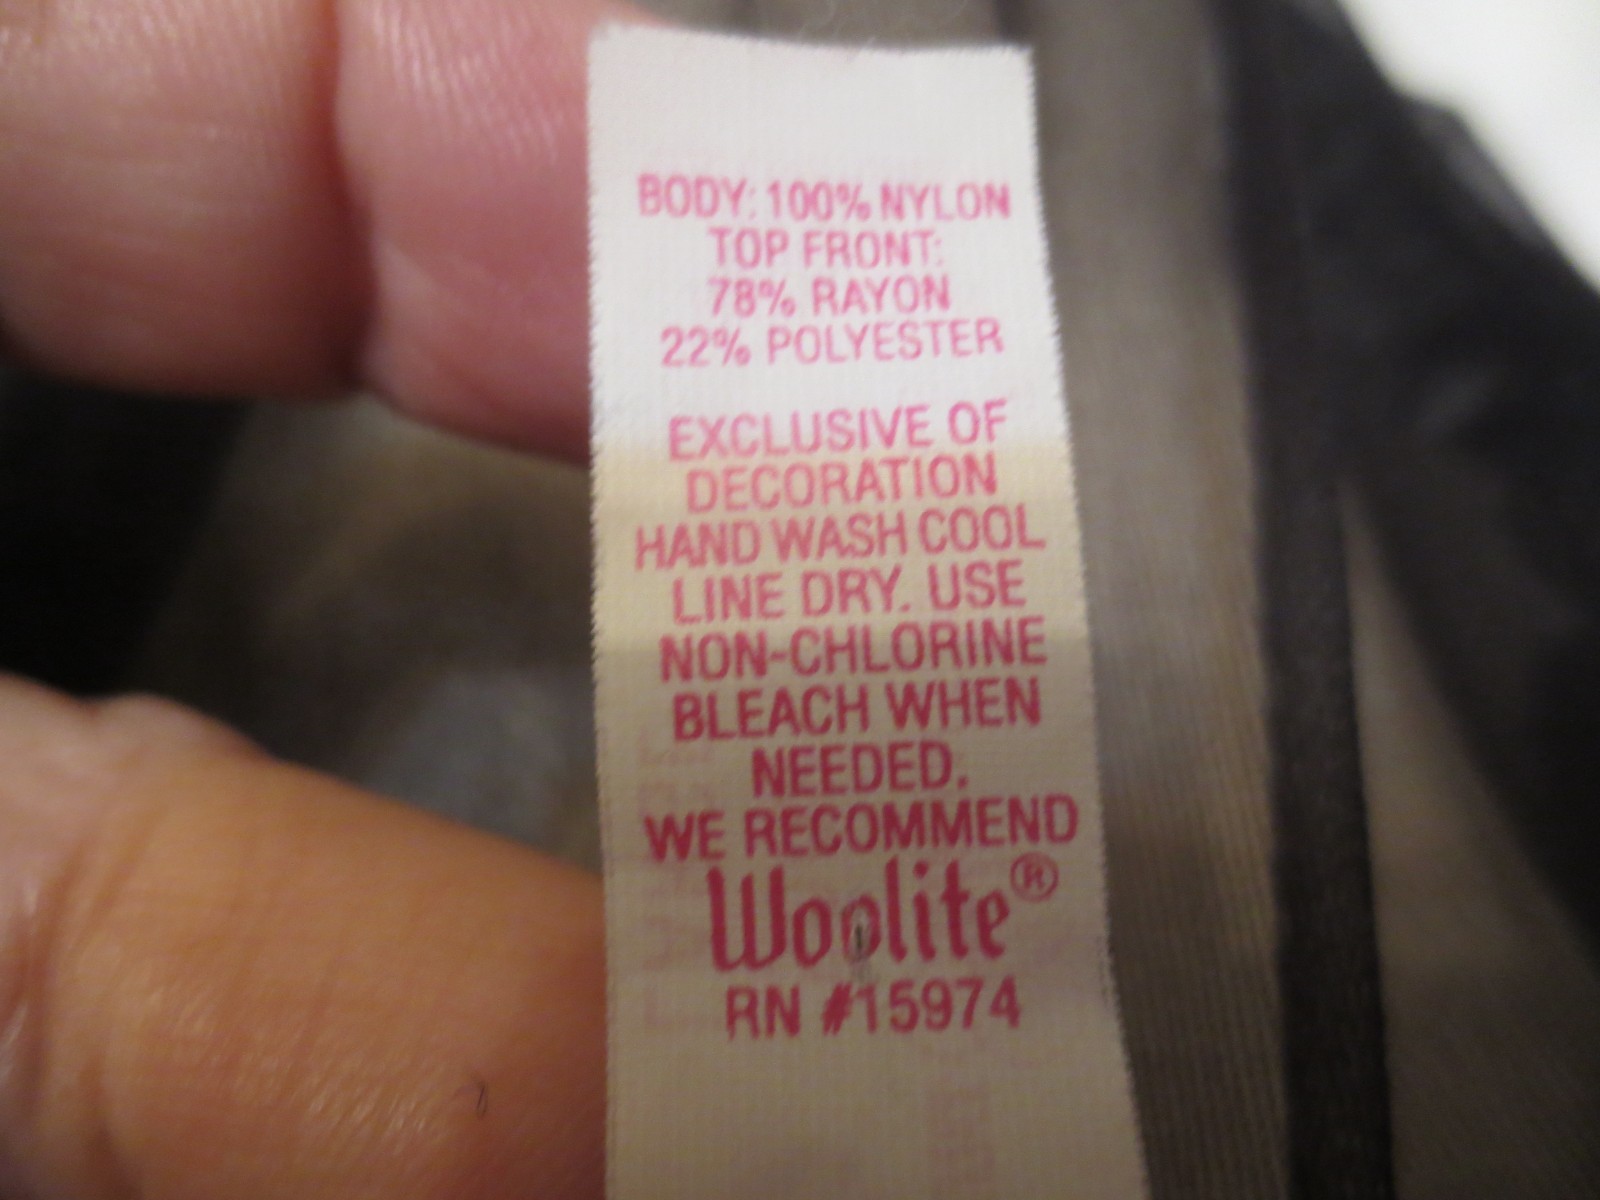 BODY: 100% NYLON
TOP FRONT:
78% RAYON
22% POLYESTER
EXCLUSIVE OF
DECORATION
HAND WASH COOL
LINE DRY. USE
NON-CHLORINE
BLEACH WHEN
NEEDED.
WE RECOMMEND
Woolite®
RN #15974